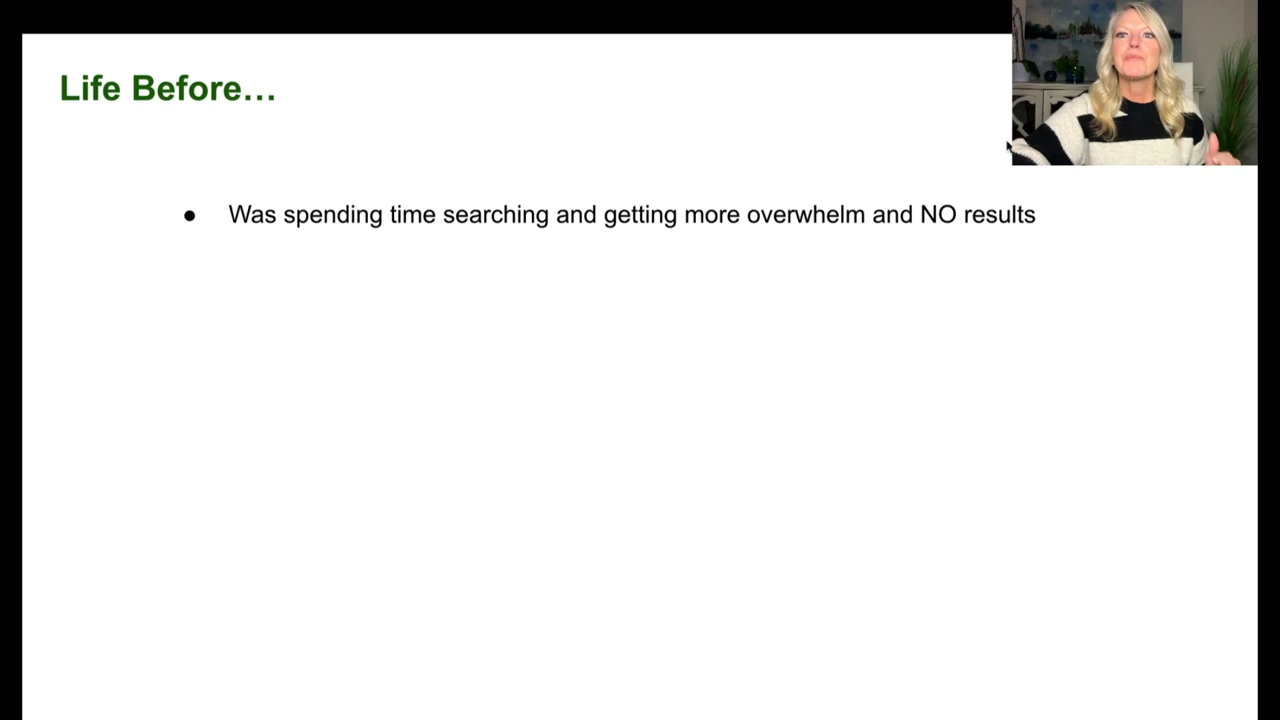 Life Before…
● Was spending time searching and getting more overwhelm and NO results